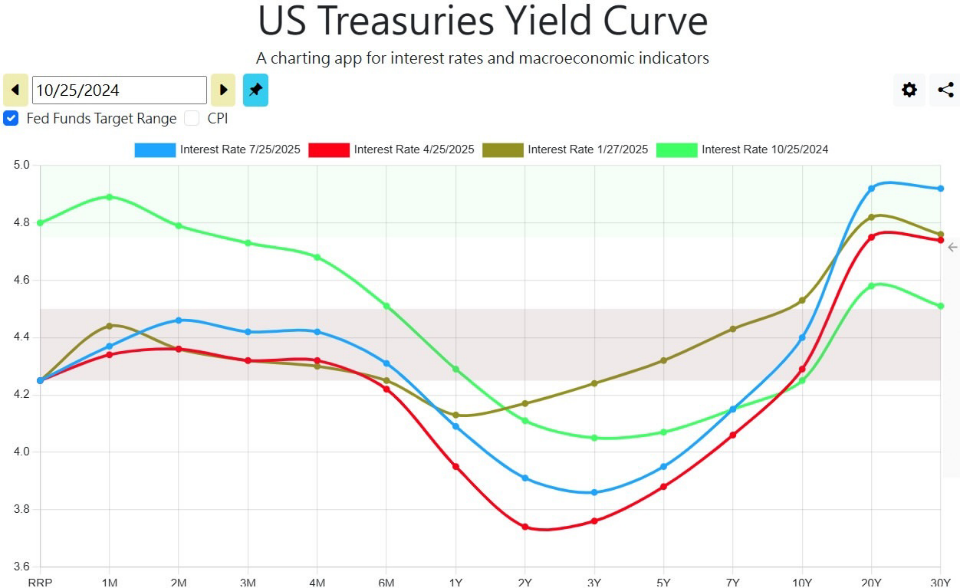 US Treasuries Yield Curve
A charting app for interest rates and macroeconomic indicators
10/25/2024
Fed Funds Target Range CPI
Interest Rate 7/25/2025 Interest Rate 4/25/2025 Interest Rate 1/27/2025 Interest Rate 10/25/2024
5.0
4.8
4.6
4.4
4.2
4.0
3.8
3.6
RRP 1M 2M 3M 4M 6M 1Y 2Y 3Y 5Y 7Y 10Y 20Y 30Y